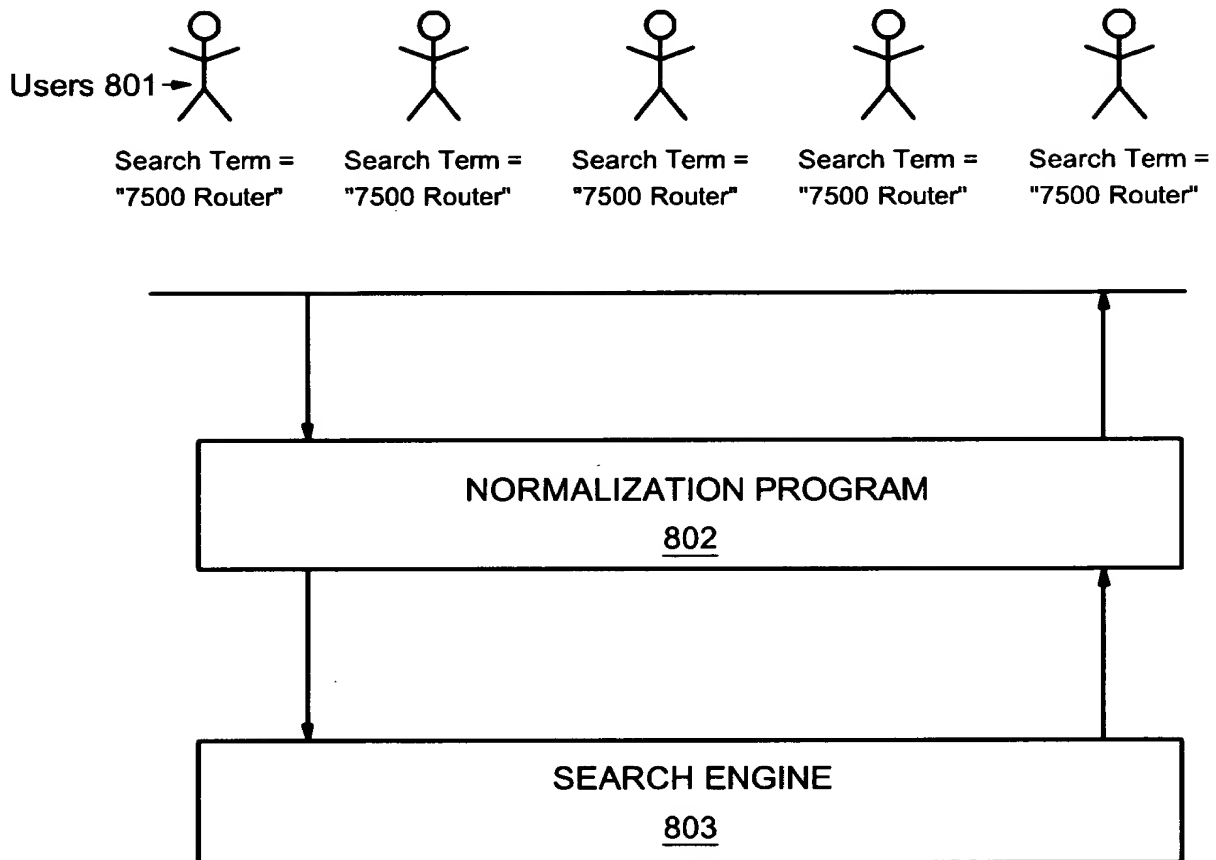 Users 801
Search Term = Search Term = Search Term = Search Term = Search Term =
"7500 Router" "7500 Router" "7500 Router" "7500 Router" "7500 Router"
NORMALIZATION PROGRAM
802
SEARCH ENGINE
803